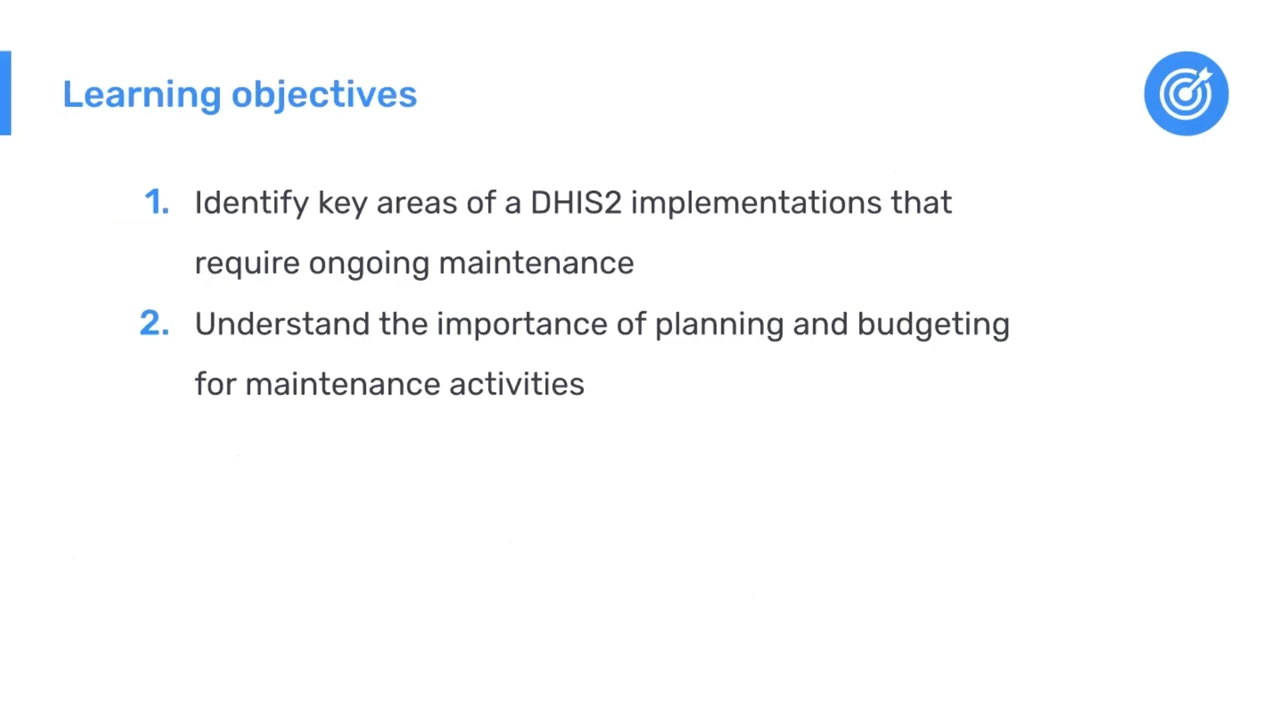 Learning objectives
1. Identify key areas of a DHIS2 implementations that
require ongoing maintenance
2. Understand the importance of planning and budgeting
for maintenance activities